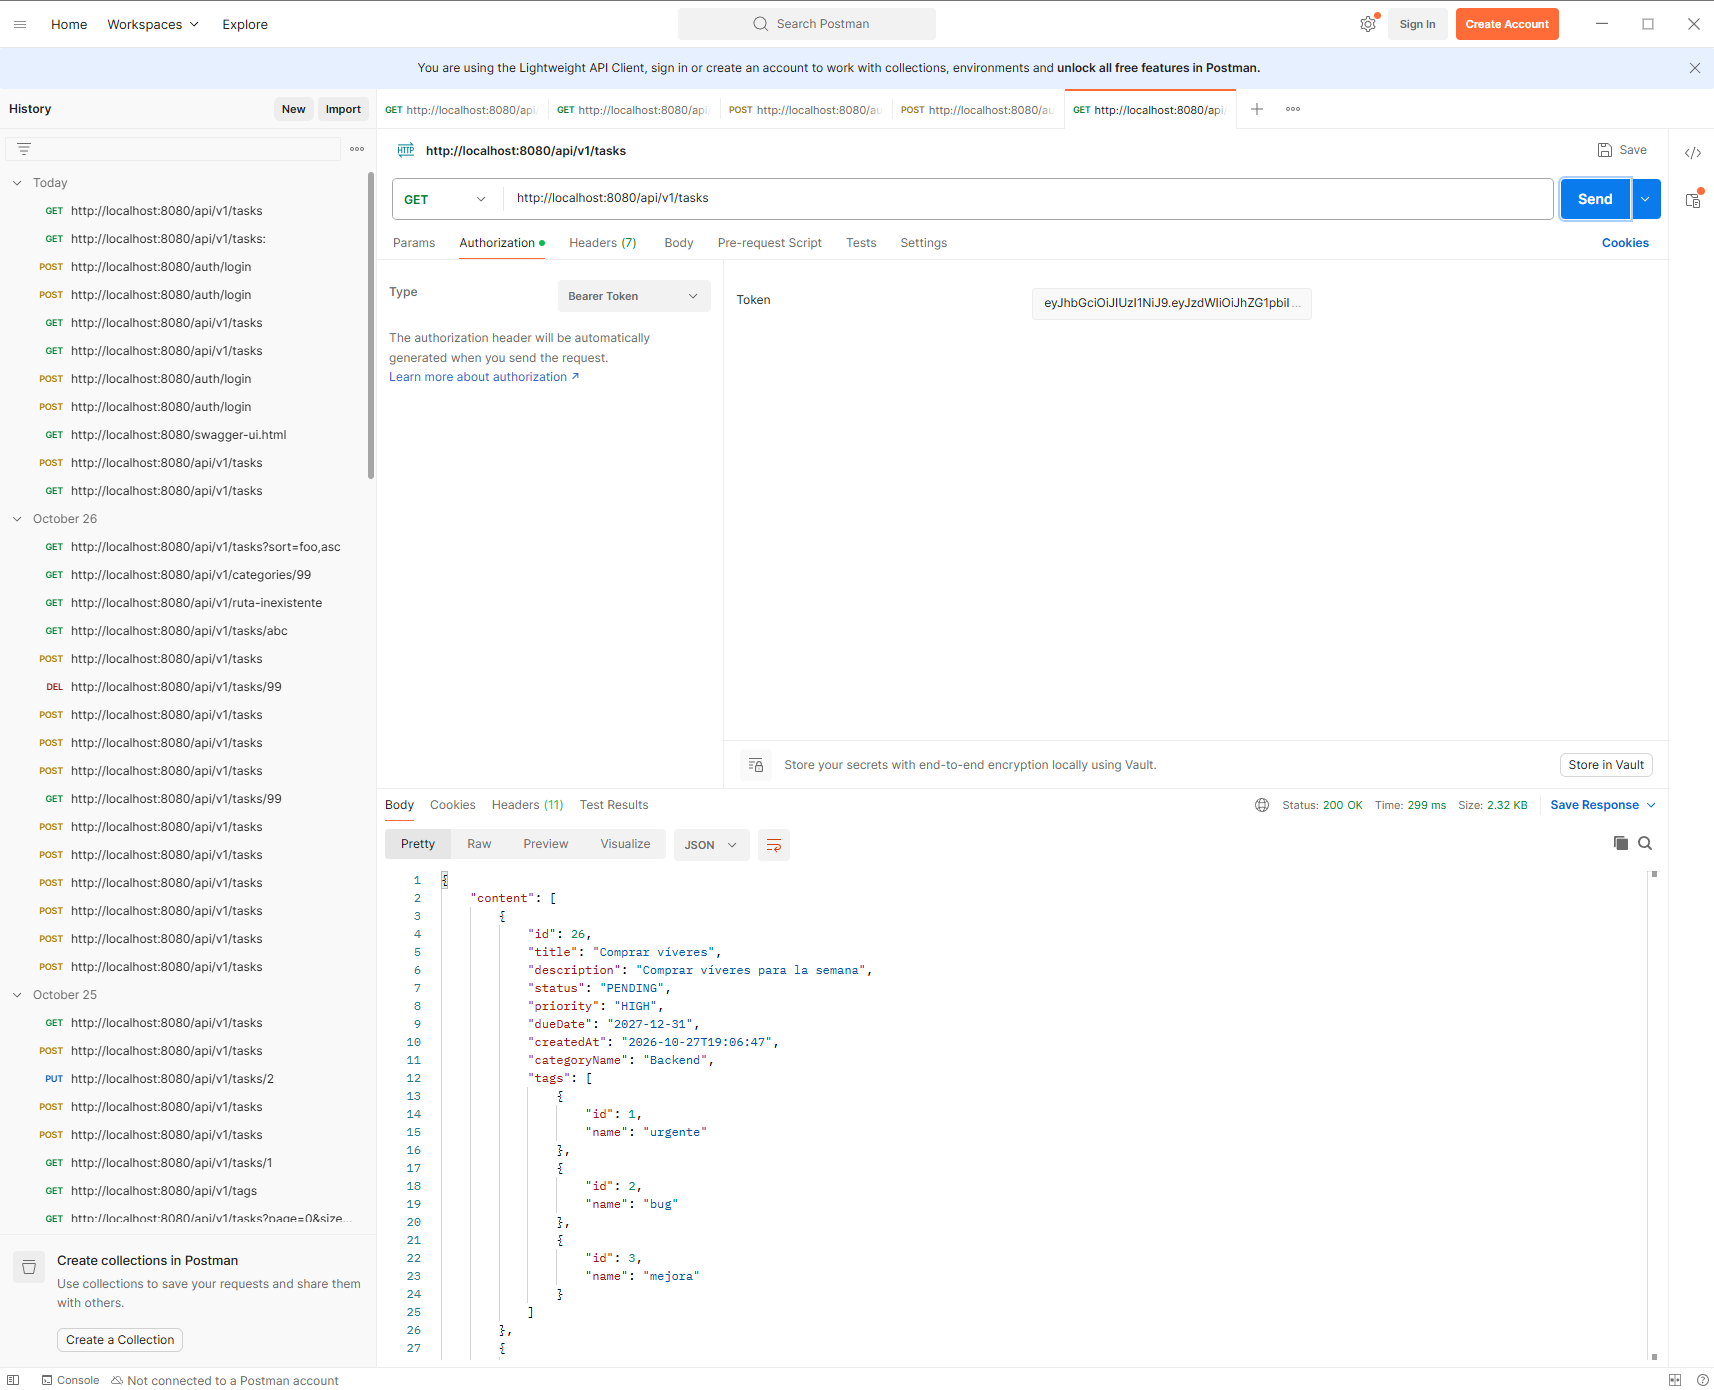 Home Workspaces Explore Search Postman Sign In Create Account
You are using the Lightweight API Client, sign in or create an account to work with collections, environments and unlock all free features in Postman.
History New Import
GET http://localhost:8080/api/ GET http://localhost:8080/api/ POST http://localhost:8080/au POST http://localhost:8080/au GET http://localhost:8080/api/
HTTP http://localhost:8080/api/v1/tasks Save
GET http://localhost:8080/api/v1/tasks Send
Params Authorization Headers (7) Body Pre-request Script Tests Settings Cookies
Type Bearer Token
The authorization header will be automatically
generated when you send the request.
Learn more about authorization ↗
Token eyJhbGciOiJIUzI1NiJ9.eyJzdWIiOiJhZG1pbiI ...
Store your secrets with end-to-end encryption locally using Vault. Store in Vault
Today
GET http://localhost:8080/api/v1/tasks
GET http://localhost:8080/api/v1/tasks:
POST http://localhost:8080/auth/login
POST http://localhost:8080/auth/login
GET http://localhost:8080/api/v1/tasks
GET http://localhost:8080/api/v1/tasks
POST http://localhost:8080/auth/login
POST http://localhost:8080/auth/login
GET http://localhost:8080/swagger-ui.html
POST http://localhost:8080/api/v1/tasks
GET http://localhost:8080/api/v1/tasks
October 26
GET http://localhost:8080/api/v1/tasks?sort=foo,asc
GET http://localhost:8080/api/v1/categories/99
GET http://localhost:8080/api/v1/ruta-inexistente
GET http://localhost:8080/api/v1/tasks/abc
POST http://localhost:8080/api/v1/tasks
DEL http://localhost:8080/api/v1/tasks/99
POST http://localhost:8080/api/v1/tasks
POST http://localhost:8080/api/v1/tasks
POST http://localhost:8080/api/v1/tasks
GET http://localhost:8080/api/v1/tasks/99
POST http://localhost:8080/api/v1/tasks
POST http://localhost:8080/api/v1/tasks
POST http://localhost:8080/api/v1/tasks
POST http://localhost:8080/api/v1/tasks
POST http://localhost:8080/api/v1/tasks
POST http://localhost:8080/api/v1/tasks
October 25
GET http://localhost:8080/api/v1/tasks
POST http://localhost:8080/api/v1/tasks
PUT http://localhost:8080/api/v1/tasks/2
POST http://localhost:8080/api/v1/tasks
POST http://localhost:8080/api/v1/tasks
GET http://localhost:8080/api/v1/tasks/1
GET http://localhost:8080/api/v1/tags
GET http://localhost:8080/api/v1/tasks?page=0&size...
Create collections in Postman
Use collections to save your requests and share them
with others.
Create a Collection
Body Cookies Headers (11) Test Results Status: 200 OK Time: 299 ms Size: 2.32 KB Save Response
Pretty Raw Preview Visualize JSON
1 {
2 "content": [
3 {
4 "id": 26,
5 "title": "Comprar víveres",
6 "description": "Comprar víveres para la semana",
7 "status": "PENDING",
8 "priority": "HIGH",
9 "dueDate": "2027-12-31",
10 "createdAt": "2026-10-27T19:06:47",
11 "categoryName": "Backend",
12 "tags": [
13 {
14 "id": 1,
15 "name": "urgente"
16 },
17 {
18 "id": 2,
19 "name": "bug"
20 },
21 {
22 "id": 3,
23 "name": "mejora"
24 }
25 ]
26 },
27 {
Console Not connected to a Postman account